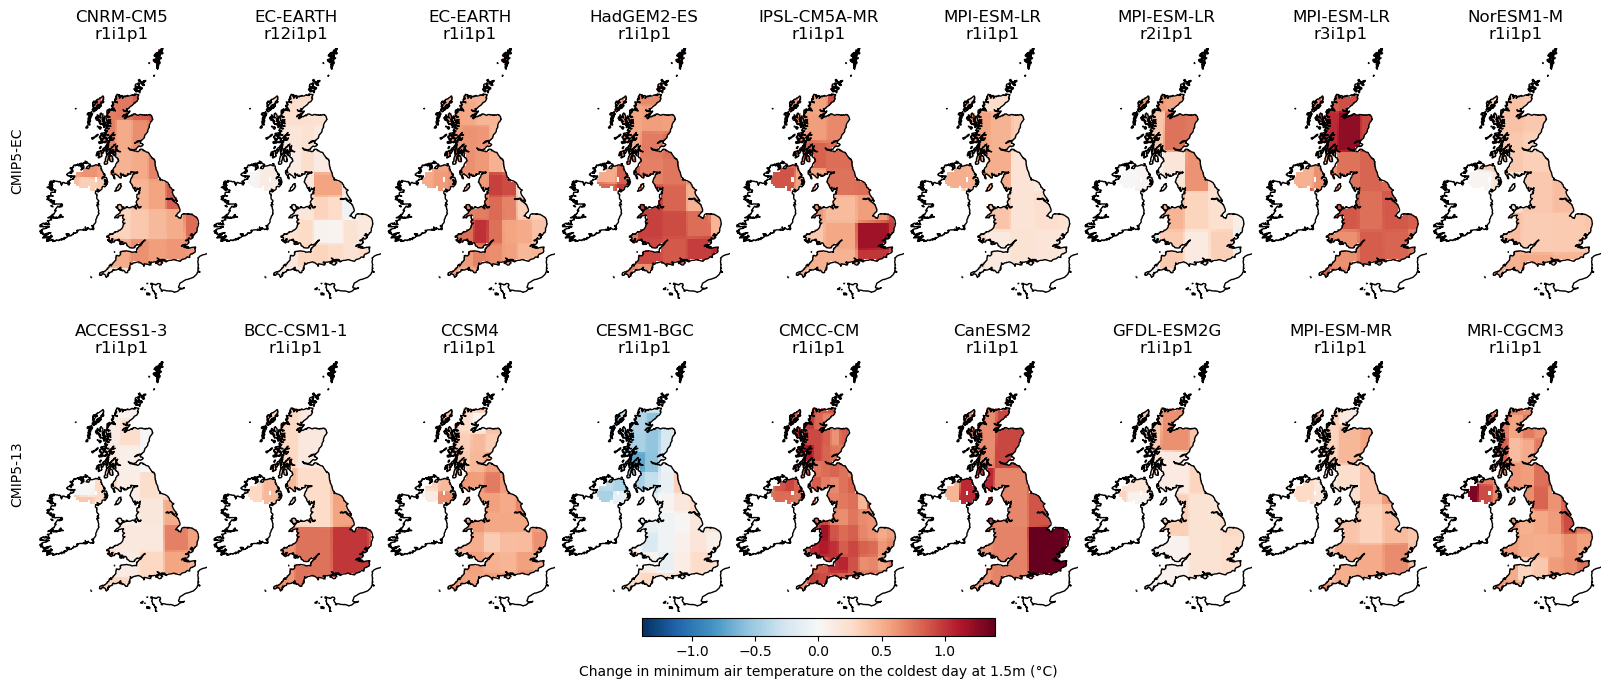 CNRM-CM5
r1i1p1
EC-EARTH
r12i1p1
EC-EARTH
r1i1p1
HadGEM2-ES
r1i1p1
IPSL-CM5A-MR
r1i1p1
MPI-ESM-LR
r1i1p1
MPI-ESM-LR
r2i1p1
MPI-ESM-LR
r3i1p1
NorESM1-M
r1i1p1
CMIP5-EC
ACCESS1-3
r1i1p1
BCC-CSM1-1
r1i1p1
CCSM4
r1i1p1
CESM1-BGC
r1i1p1
CMCC-CM
r1i1p1
CanESM2
r1i1p1
GFDL-ESM2G
r1i1p1
MPI-ESM-MR
r1i1p1
MRI-CGCM3
r1i1p1
CMIP5-13
−1.0 −0.5 0.0 0.5 1.0
Change in minimum air temperature on the coldest day at 1.5m (°C)